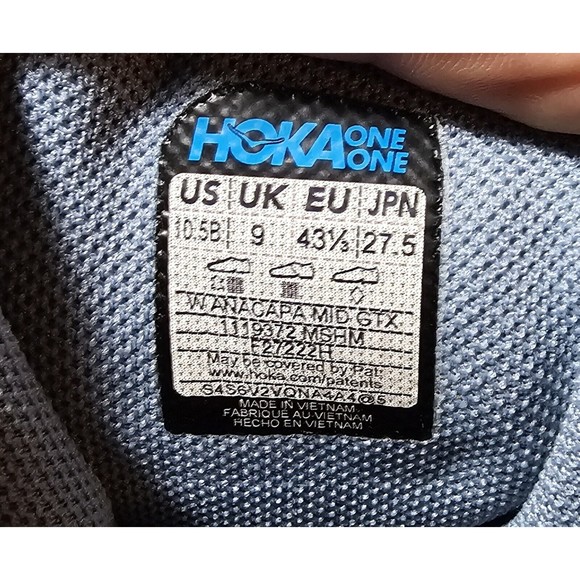 HOKA ONE ONE
US UK EU JPN
10.5B 9 43⅓ 27.5
W ANACAPA MID GTX
1119372 MSHM
F27222H
May be covered by Pat.
www.hoka.com/patents
S4S6V2VQNA4A4@5
MADE IN VIETNAM
FABRIQUE AU VIETNAM
HECHO EN VIETNAM